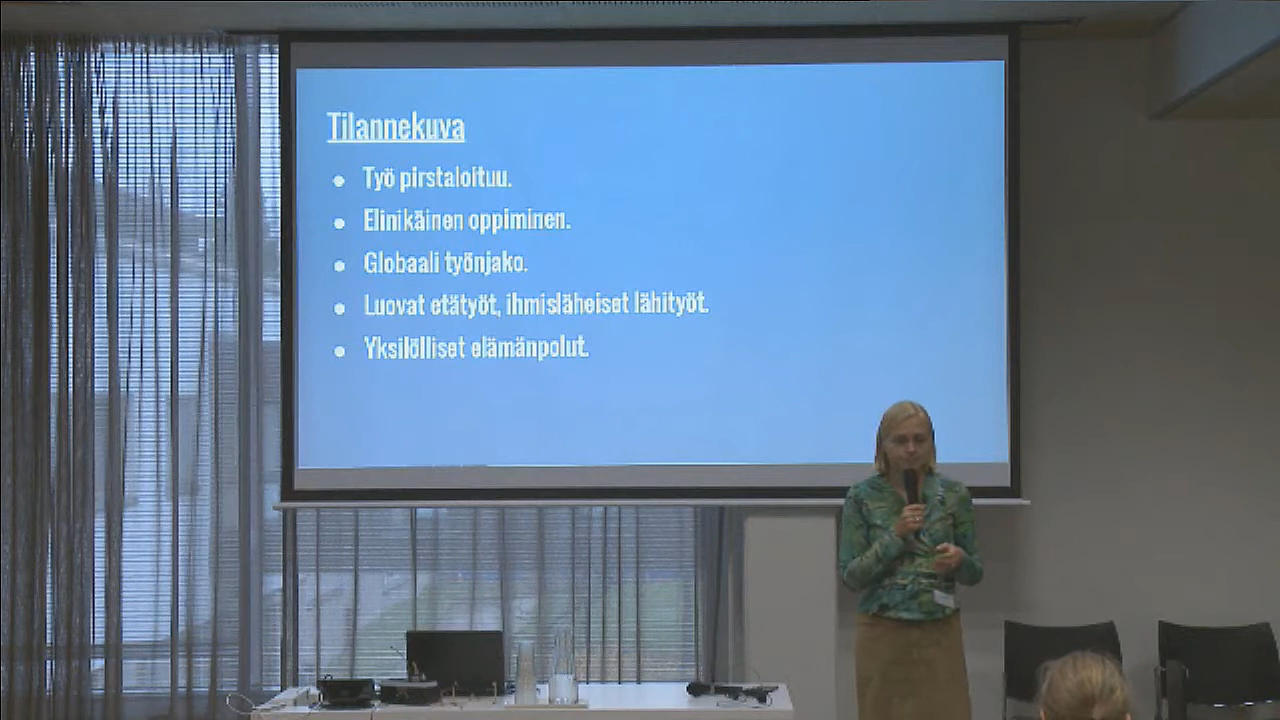 Tilannekuva
● Työ pirstaloituu.
● Elinikäinen oppiminen.
● Globaali työnjako.
● Luovat etätyöt, ihmisläheiset lähityöt.
● Yksilölliset elämänpolut.